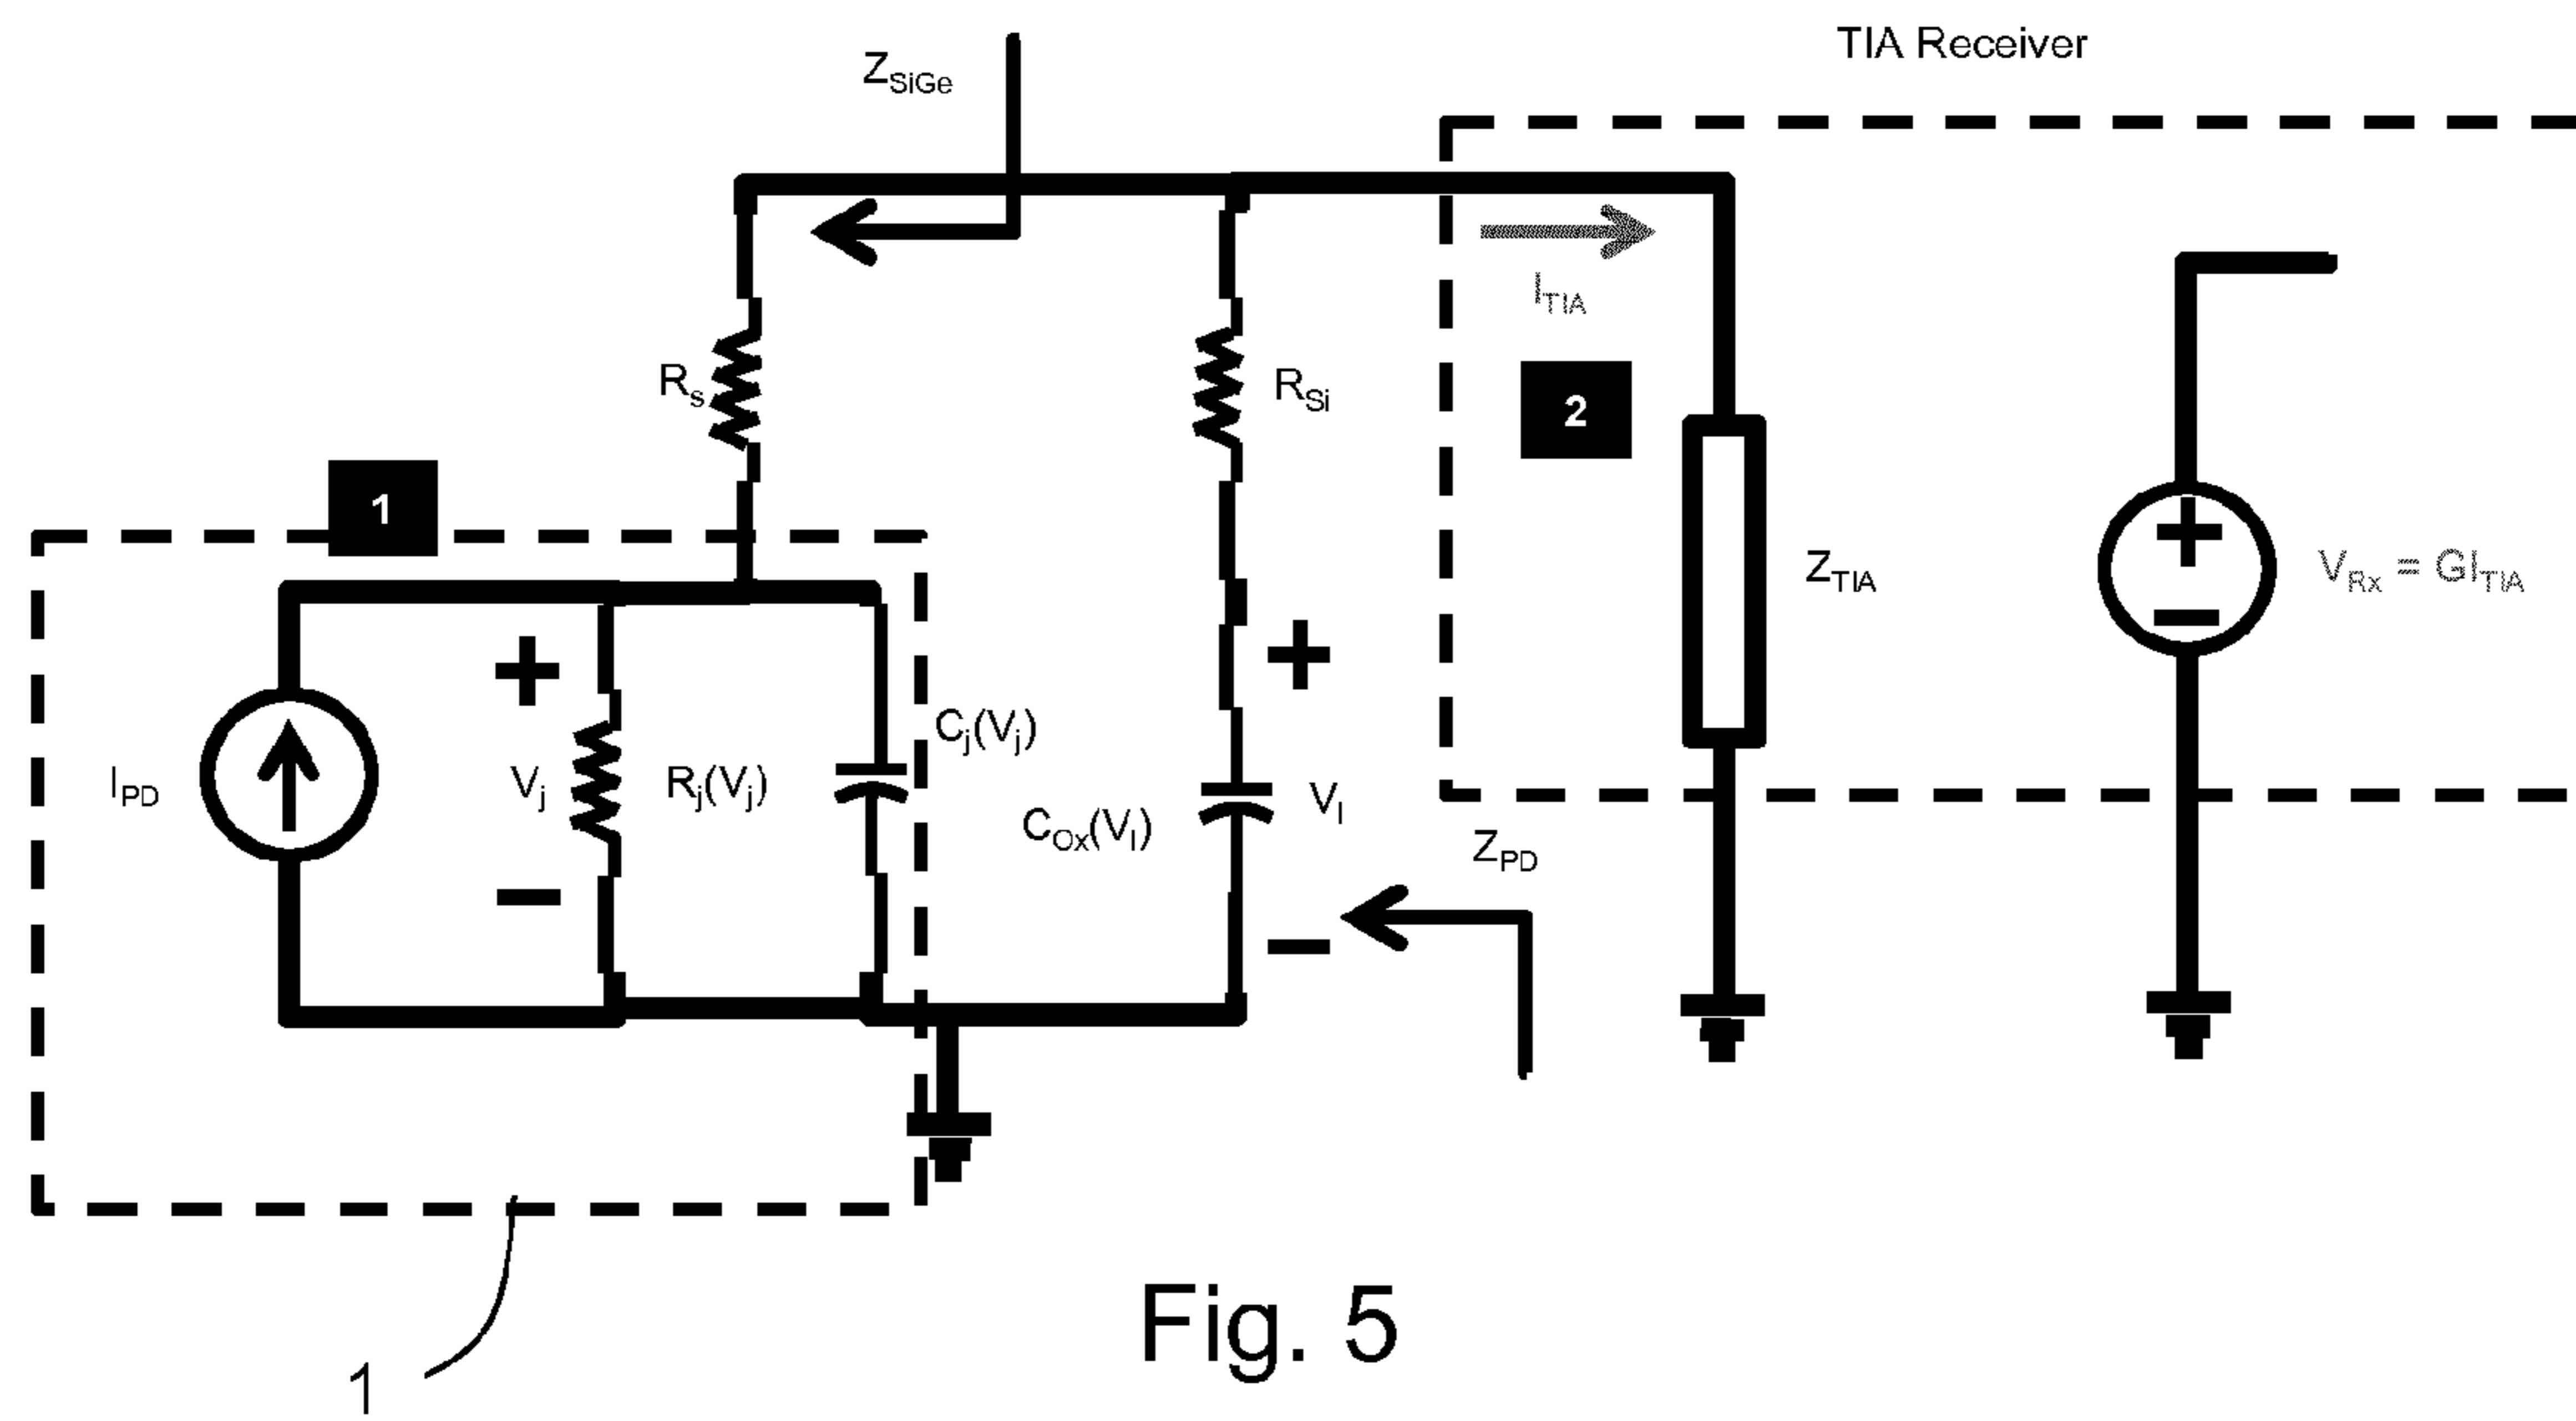 TIA Receiver
Z_SiGe
I_TIA
R_s
R_Si
2
1
Z_TIA
V_Rx = GI_TIA
+
+
+
−
C_j(V_j)
I_PD
V_j
R_j(V_j)
C_Ox(V_I)
V_I
Z_PD
−
−
1
Fig. 5